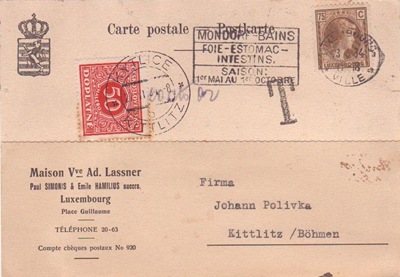 Carte postale Postkarte
MONDORF-BAINS
FOIE-ESTOMAC-
INTESTINS.
SAISON:
1er MAI AU 1er OCTOBRE
75 C
VILLE
50
DOPLATNÉ
T
Maison Vve Ad. Lassner
Paul SIMONIS & Emile HAMILIUS succrs.
Luxembourg
Place Guillaume
TÉLÉPHONE 20-63
Compte chèques postaux No 920
Firma
Johann Polivka
Kittlitz /Böhmen